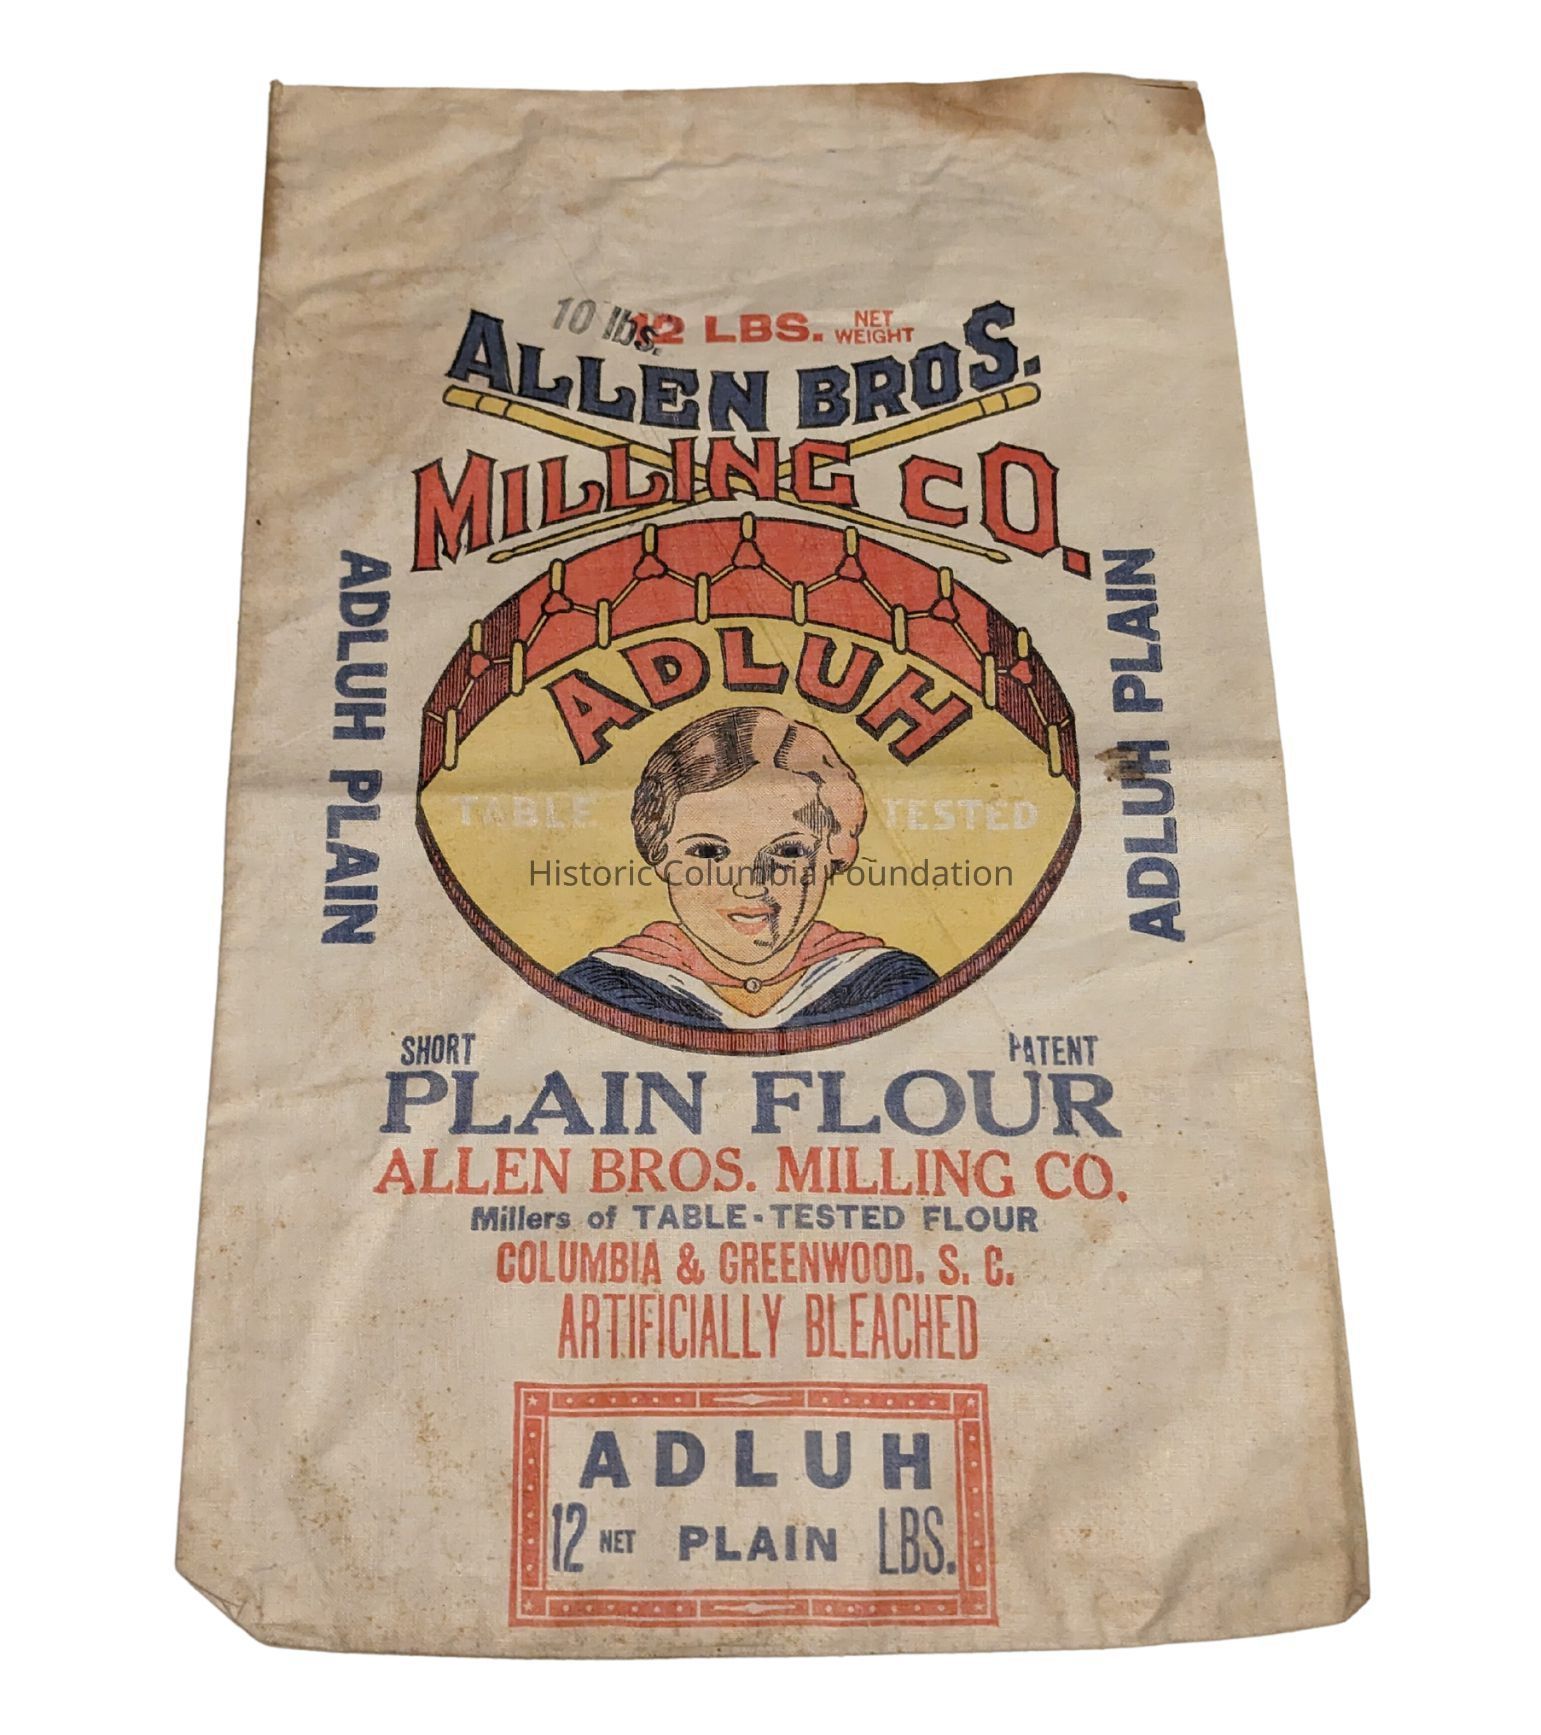 10 lbs.
12 LBS. NET WEIGHT
ALLEN BROS.
MILLING CO.
ADLUH
TABLE TESTED
ADLUH PLAIN
ADLUH PLAIN
Historic Columbia Foundation
SHORT PATENT
PLAIN FLOUR
ALLEN BROS. MILLING CO.
Millers of TABLE-TESTED FLOUR
COLUMBIA & GREENWOOD, S. C.
ARTIFICIALLY BLEACHED
ADLUH
12 NET PLAIN LBS.